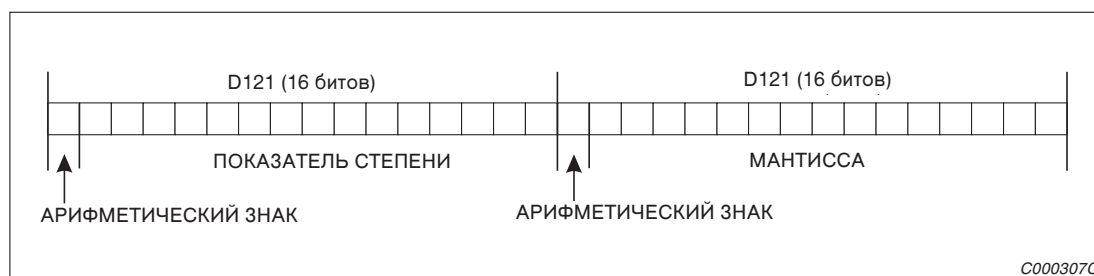 D121 (16 битов) D121 (16 битов)
ПОКАЗАТЕЛЬ СТЕПЕНИ МАНТИССА
АРИФМЕТИЧЕСКИЙ ЗНАК АРИФМЕТИЧЕСКИЙ ЗНАК
C000307C